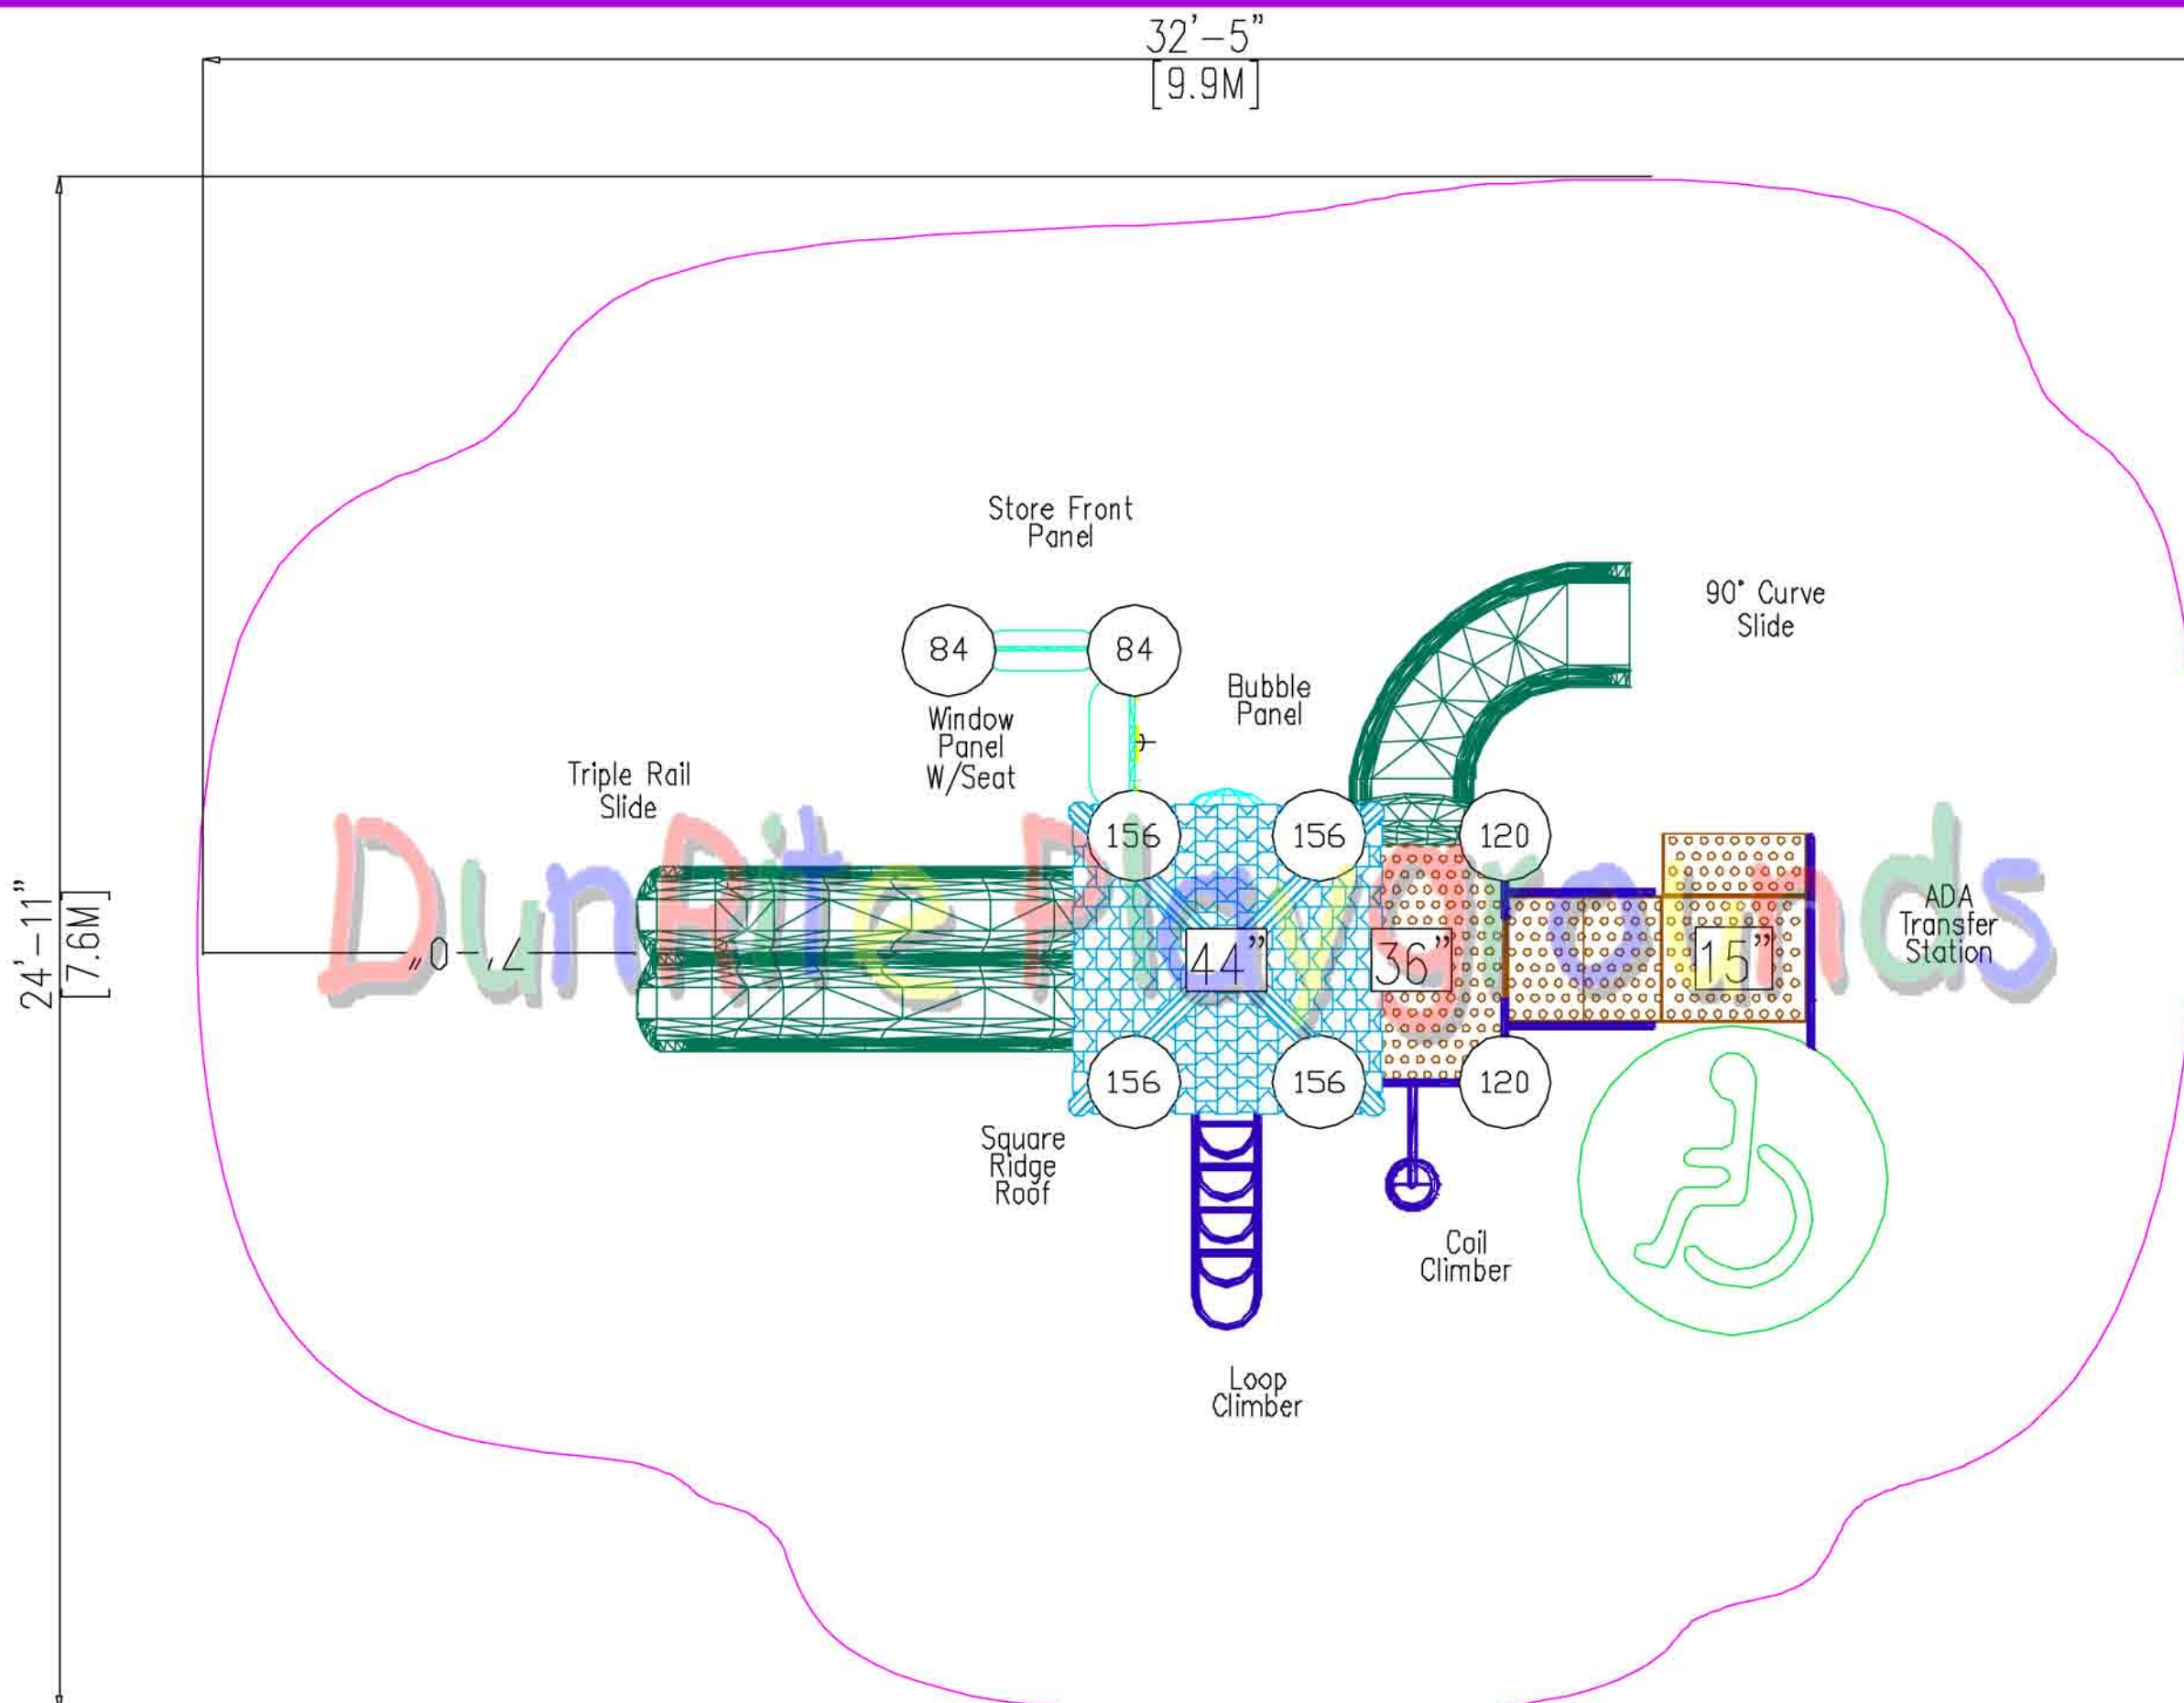 32'-5"
[9.9M]
24'-11"
[7.6M]
Store Front
Panel
90° Curve
Slide
84
84
Bubble
Panel
Window
Panel
W/Seat
Triple Rail
Slide
156
156
120
DunRite Playgrounds
7'-0"
44"
36"
15"
ADA
Transfer
Station
156
156
120
Square
Ridge
Roof
Coil
Climber
Loop
Climber